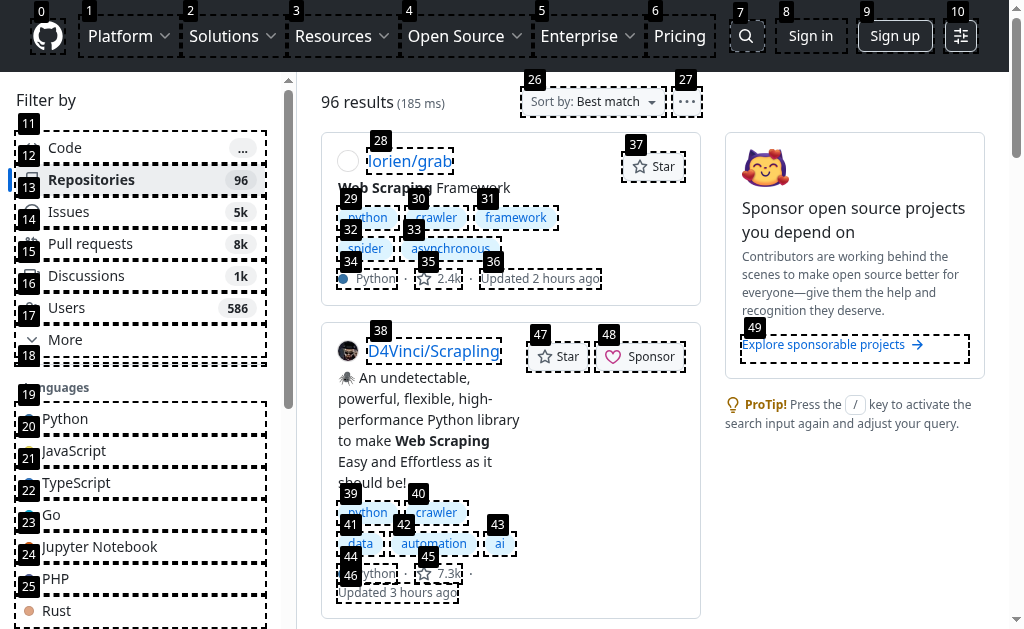 0 1 2 3 4 5 6 7 8 9 10
Platform Solutions Resources Open Source Enterprise Pricing Sign in Sign up
Filter by
11
Code ...
12
Repositories 96
13
Issues 5k
14
Pull requests 8k
15
Discussions 1k
16
Users 586
17
More
18
nguages
19
Python
20
JavaScript
21
TypeScript
22
Go
23
Jupyter Notebook
24
PHP
25
Rust
26 27
96 results (185 ms) Sort by: Best match ...
28 37
lorien/grab Star
Web Scraping Framework
29 30 31
python crawler framework
32 33
spider asynchronous
34 35 36
Python · 2.4k · Updated 2 hours ago
38 47 48
D4Vinci/Scrapling Star Sponsor
An undetectable,
powerful, flexible, high-
performance Python library
to make Web Scraping
Easy and Effortless as it
should be!
39 40
python crawler
41 42 43
data automation ai
44 45
ython · 7.3k ·
46
Updated 3 hours ago
Sponsor open source projects
you depend on
Contributors are working behind the
scenes to make open source better for
everyone—give them the help and
recognition they deserve.
49
Explore sponsorable projects →
ProTip! Press the / key to activate the
search input again and adjust your query.